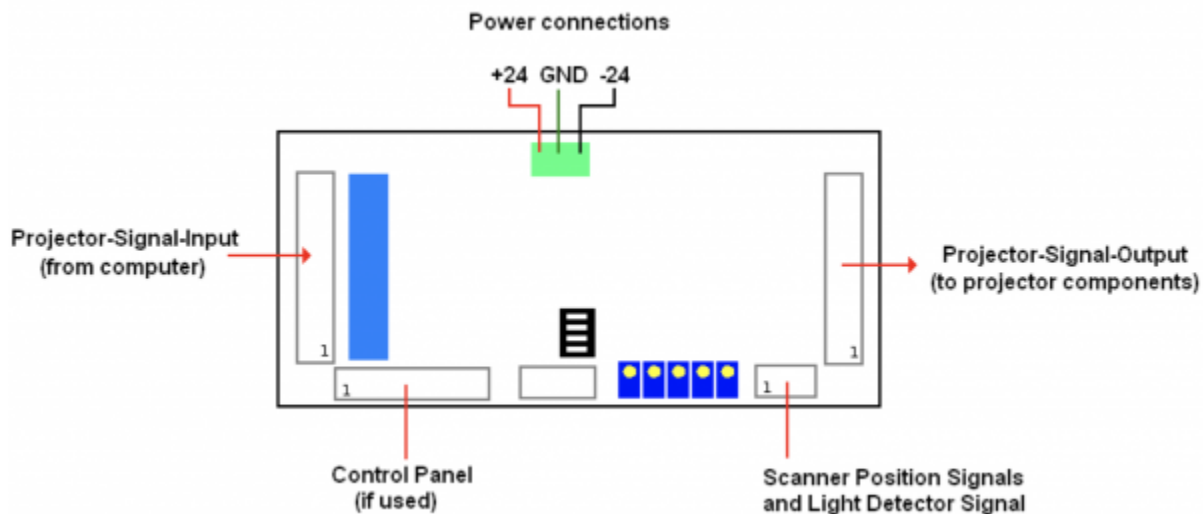 Power connections
+24 GND -24
Projector-Signal-Input
(from computer)
Projector-Signal-Output
(to projector components)
1
1
1
1
Control Panel
(if used)
Scanner Position Signals
and Light Detector Signal